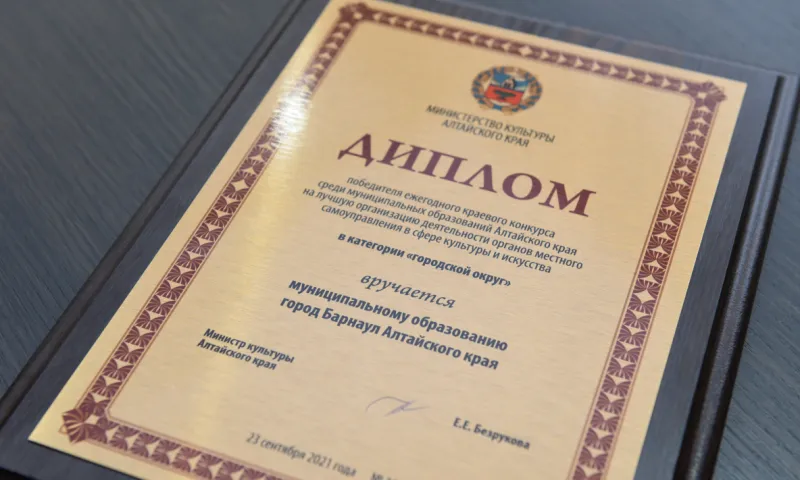 МИНИСТЕРСТВО КУЛЬТУРЫ
АЛТАЙСКОГО КРАЯ
ДИПЛОМ
победителя ежегодного краевого конкурса
среди муниципальных образований Алтайского края
на лучшую организацию деятельности органов местного
самоуправления в сфере культуры и искусства
в категории «городской округ»
вручается
муниципальному образованию
город Барнаул Алтайского края
Министр культуры
Алтайского края
Е.Е. Безрукова
23 сентября 2021 года
№